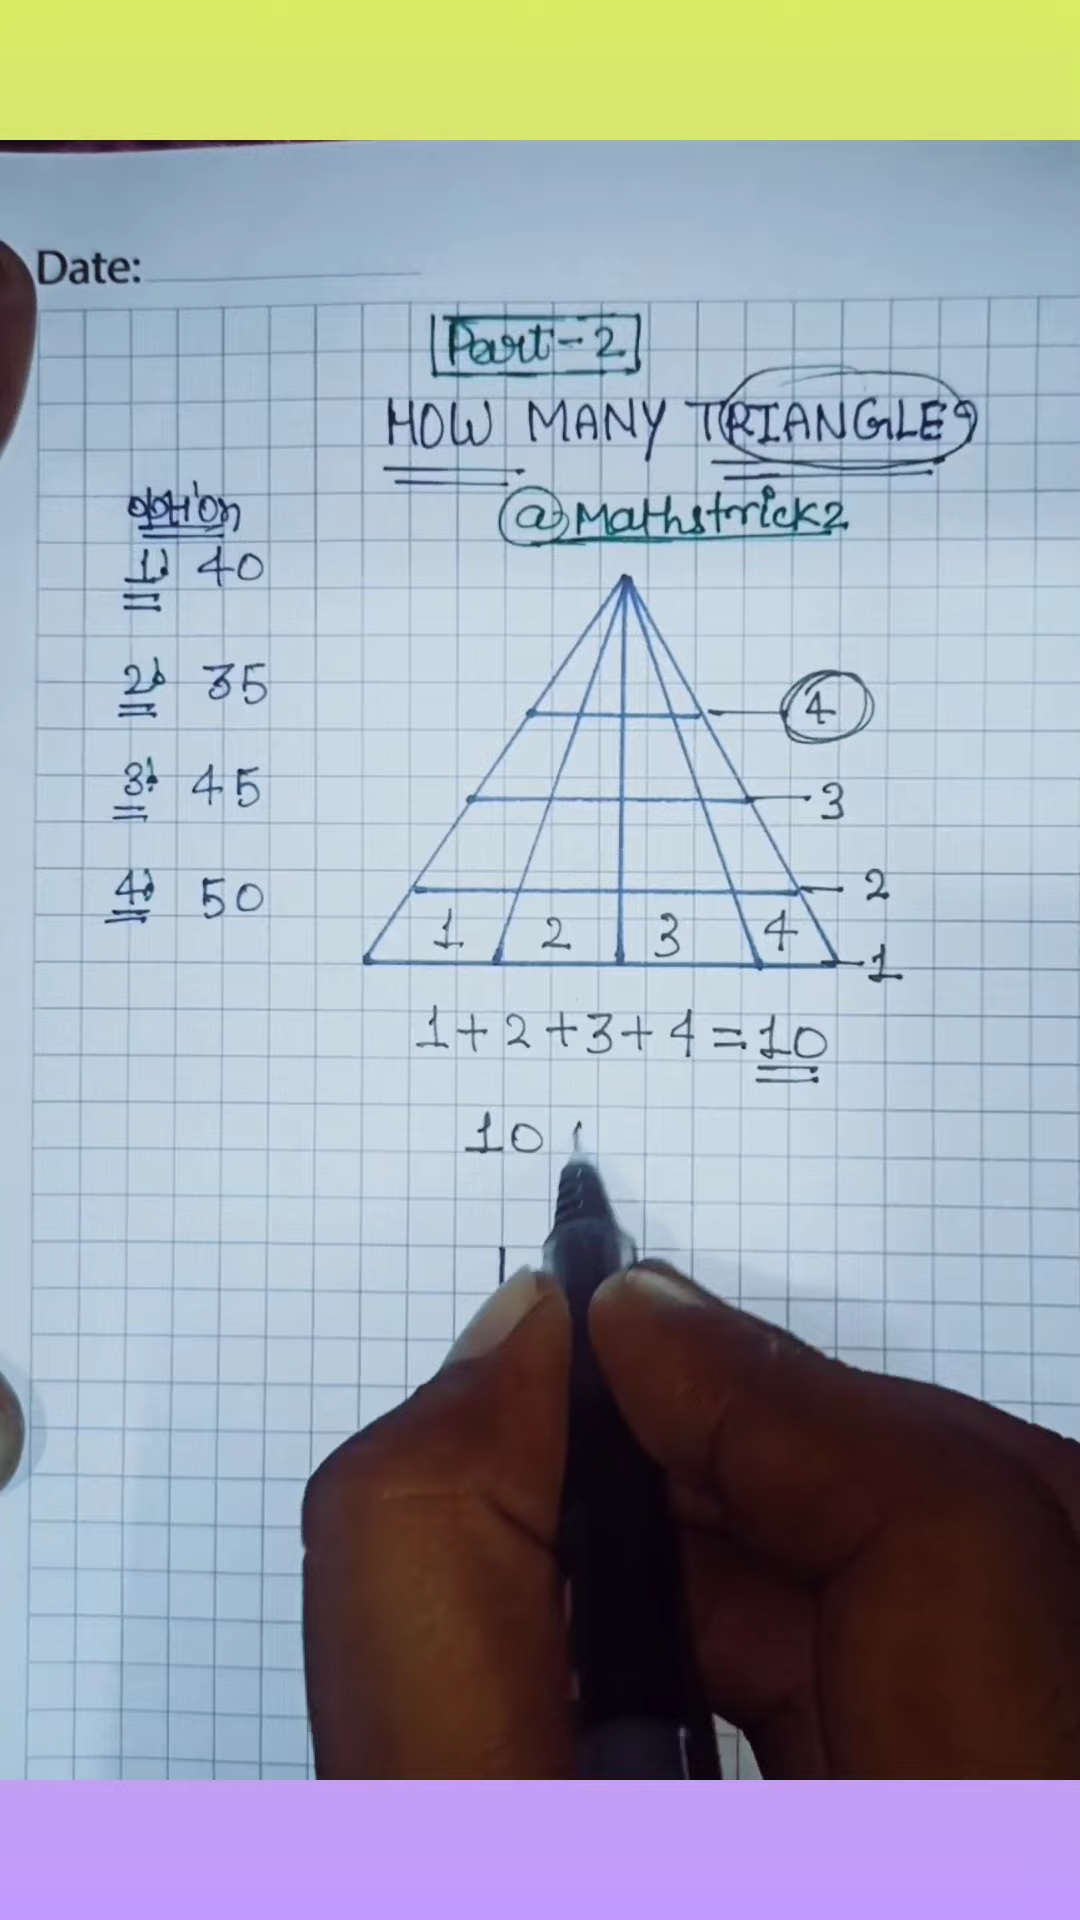 Date:
Part-2
HOW MANY TRIANGLE?
@Mathstrick2
option
1) 40
2) 35
3) 45
4) 50
4
3
2
1 2 3 4
1
1+2+3+4=10
10